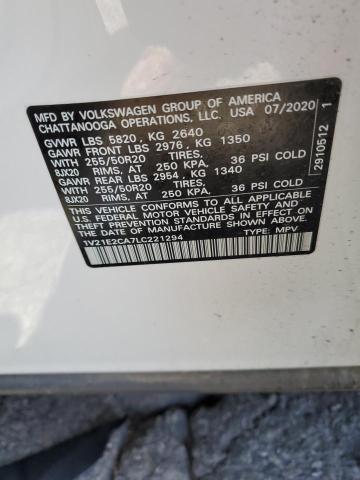 MFD BY VOLKSWAGEN GROUP OF AMERICA
CHATTANOOGA OPERATIONS, LLC. USA 07/2020
GVWR LBS 5820, KG 2640
GAWR FRONT LBS 2976, KG 1350
WITH 255/50R20 TIRES,
8JX20 RIMS, AT 250 KPA, 36 PSI COLD
GAWR REAR LBS 2954, KG 1340
WITH 255/50R20 TIRES,
8JX20 RIMS, AT 250 KPA, 36 PSI COLD
THIS VEHICLE CONFORMS TO ALL APPLICABLE
U.S. FEDERAL MOTOR VEHICLE SAFETY AND
THEFT PREVENTION STANDARDS IN EFFECT ON
THE DATE OF MANUFACTURE SHOWN ABOVE.
1V21E2CA7LC221294 TYPE: MPV
2910512 1